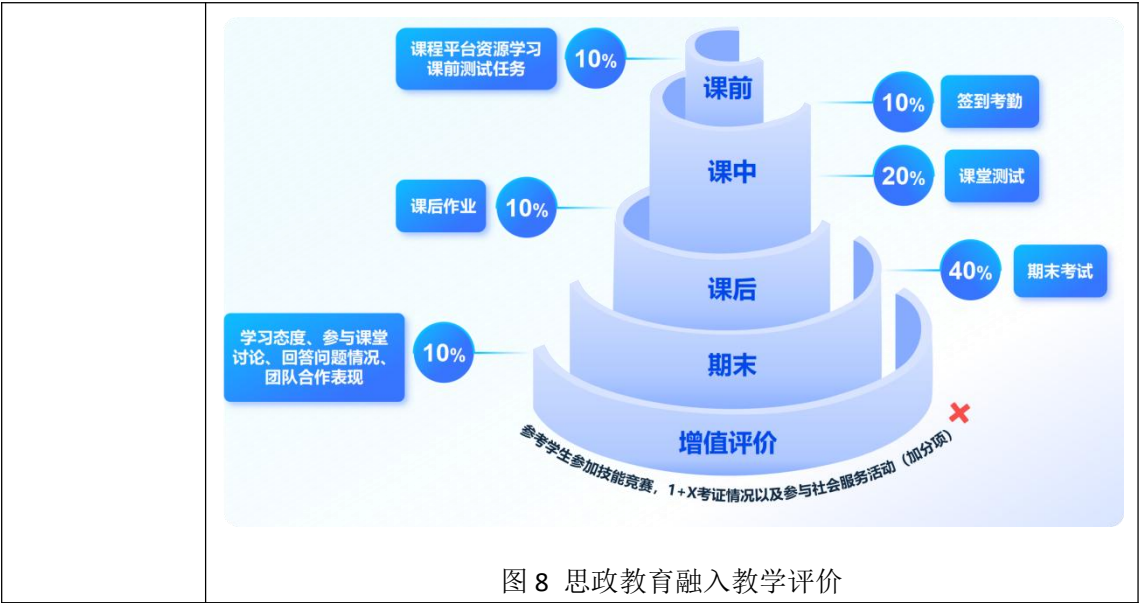 课程平台资源学习
课前测试任务
10%
课前
10%
签到考勤
课中
20%
课堂测试
课后作业
10%
课后
40%
期末考试
学习态度、参与课堂
讨论、回答问题情况、
团队合作表现
10%
期末
增值评价
参考学生参加技能竞赛，1+X考证情况以及参与社会服务活动（加分项）
图 8 思政教育融入教学评价